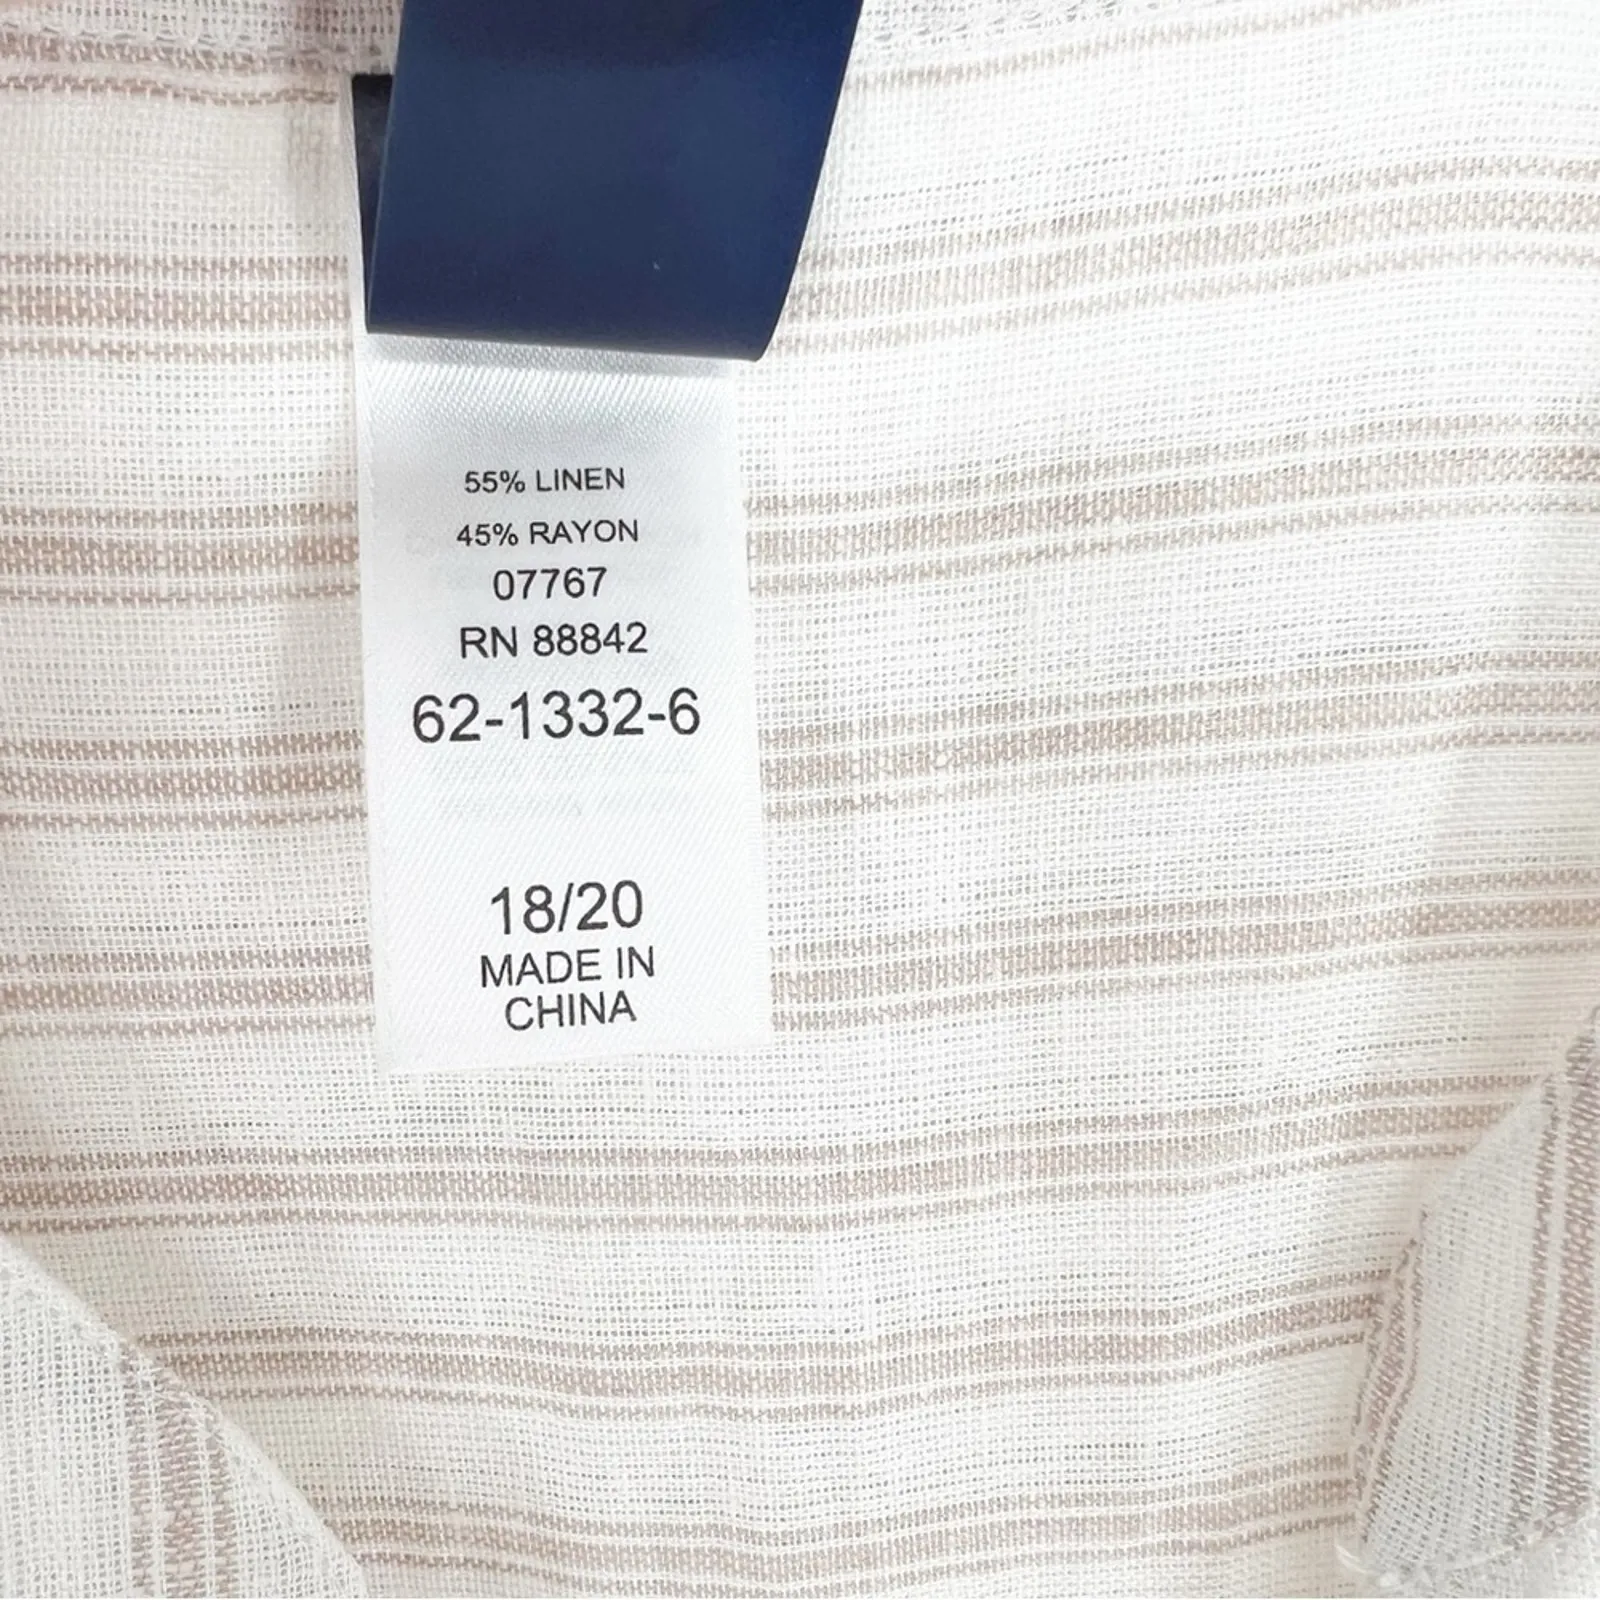 55% LINEN
45% RAYON
07767
RN 88842
62-1332-6
18/20
MADE IN
CHINA